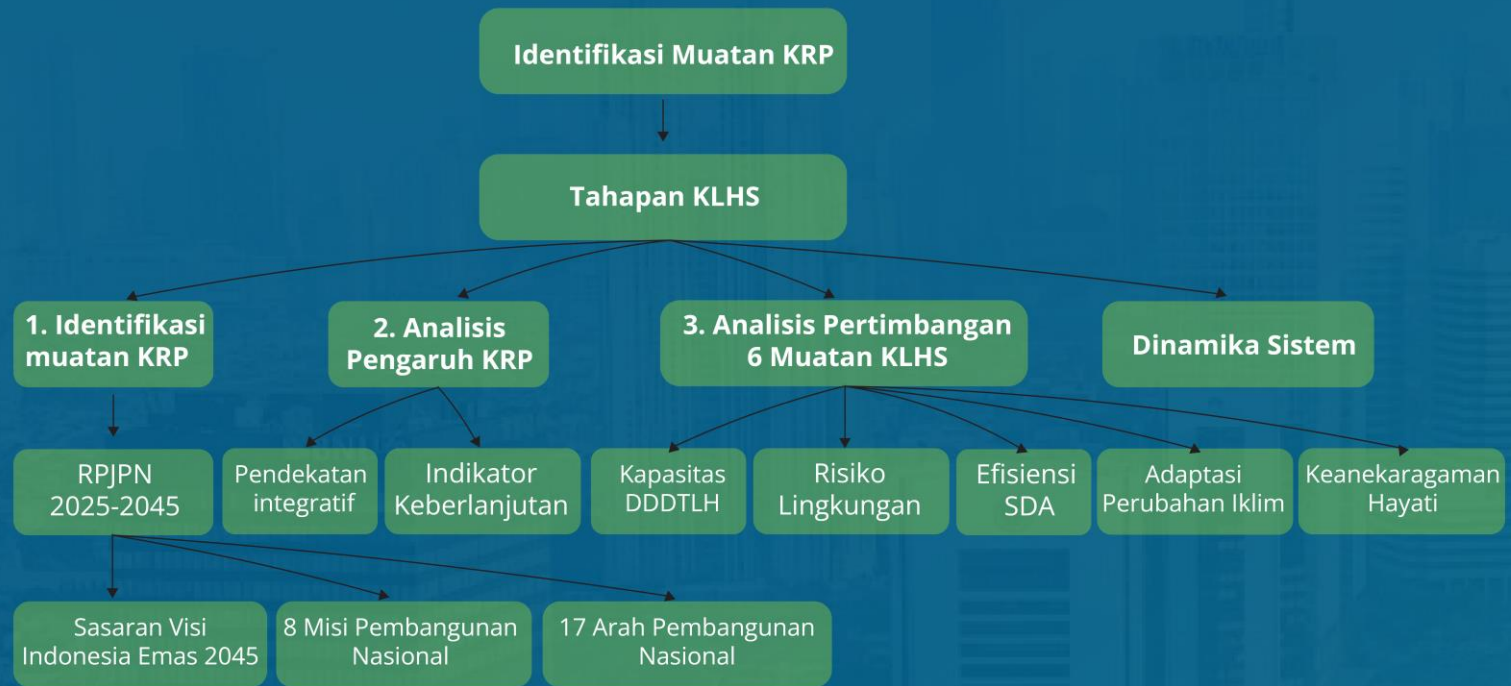 Identifikasi Muatan KRP
Tahapan KLHS
1. Identifikasi
muatan KRP
2. Analisis
Pengaruh KRP
3. Analisis Pertimbangan
6 Muatan KLHS
Dinamika Sistem
RPJPN
2025-2045
Pendekatan
integratif
Indikator
Keberlanjutan
Kapasitas
DDDTLH
Risiko
Lingkungan
Efisiensi
SDA
Adaptasi
Perubahan Iklim
Keanekaragaman
Hayati
Sasaran Visi
Indonesia Emas 2045
8 Misi Pembangunan
Nasional
17 Arah Pembangunan
Nasional